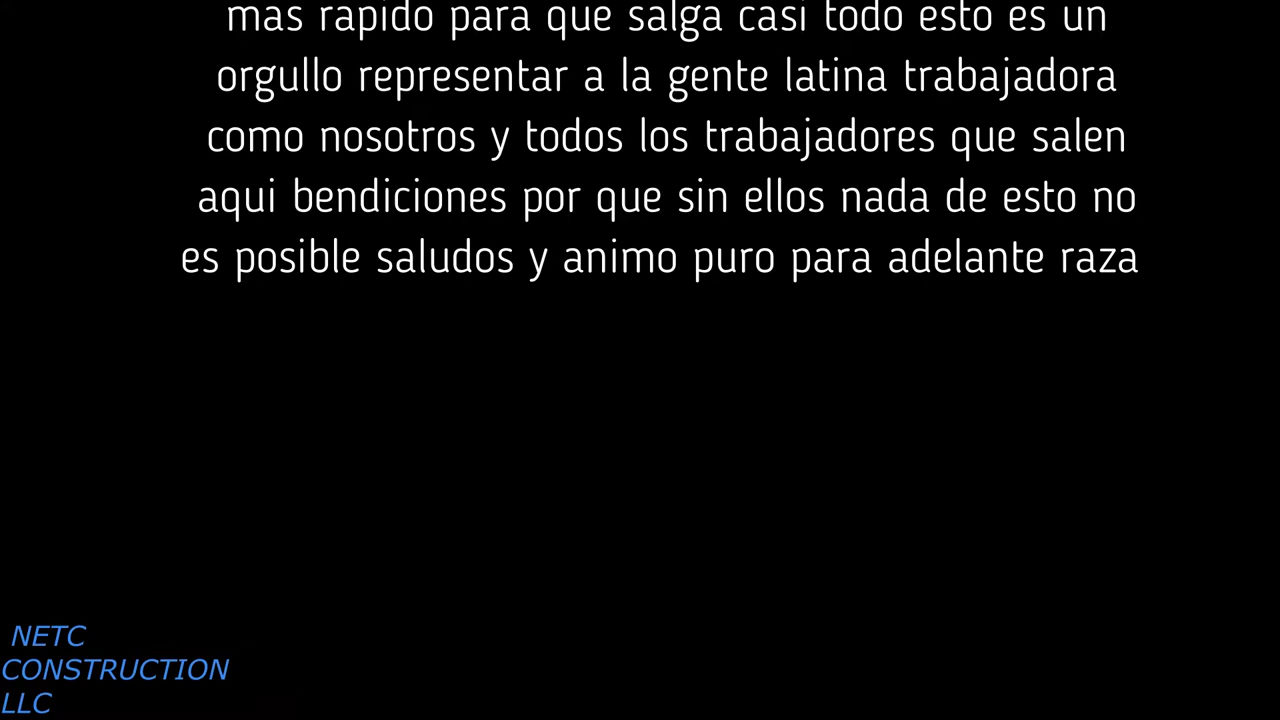 mas rapido para que salga casi todo esto es un
orgullo representar a la gente latina trabajadora
como nosotros y todos los trabajadores que salen
aqui bendiciones por que sin ellos nada de esto no
es posible saludos y animo puro para adelante raza
NETC
CONSTRUCTION
LLC